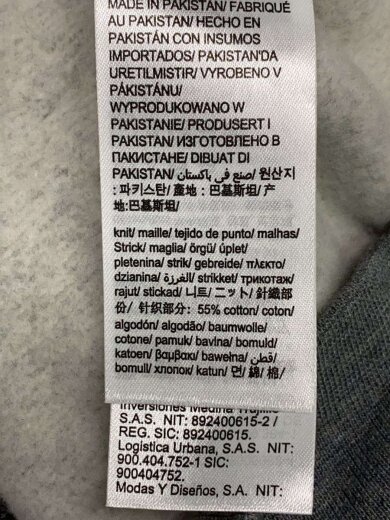 MADE IN PAKISTAN/ FABRIQUÉ
AU PAKISTAN/ HECHO EN
PAKISTÁN CON INSUMOS
IMPORTADOS/ PAKISTAN'DA
URETILMISTIR/ VYROBENO V
PÁKISTÁNU/
WYPRODUKOWANO W
PAKISTANIE/ PRODUSERT I
PAKISTAN/ ИЗГОТОВЛЕНО В
ПАКИСТАНЕ/ DIBUAT DI
PAKISTAN/ صنع في باكستان/ 원산지
: 파키스탄/ 產地 : 巴基斯坦/ 产
地:巴基斯坦/
knit/ maille/ tejido de punto/ malhas/
Strick/ maglia/ örgü/ úplet/
pletenina/ strik/ gebreide/ πλεκτο/
dzianina/ الغرزة/ strikket/ трикотаж/
rajut/ stickad/ 니트/ ニット/ 針織部
份/ 针织部: 55% cotton/ coton/
algodón/ algodão/ baumwolle/
cotone/ pamuk/ bavlna/ bomuld/
katoen/ βαμβακι/ bawełna/ قطن/
bomull/ хлопок/ katun/ 면/ 綿/ 棉/
Inversiones Medina Trujillo
S.A.S. NIT: 892400615-2 /
REG. SIC: 892400615.
Logística Urbana, S.A.S. NIT:
900.404.752-1 SIC:
900404752.
Modas Y Diseños, S.A. NIT: